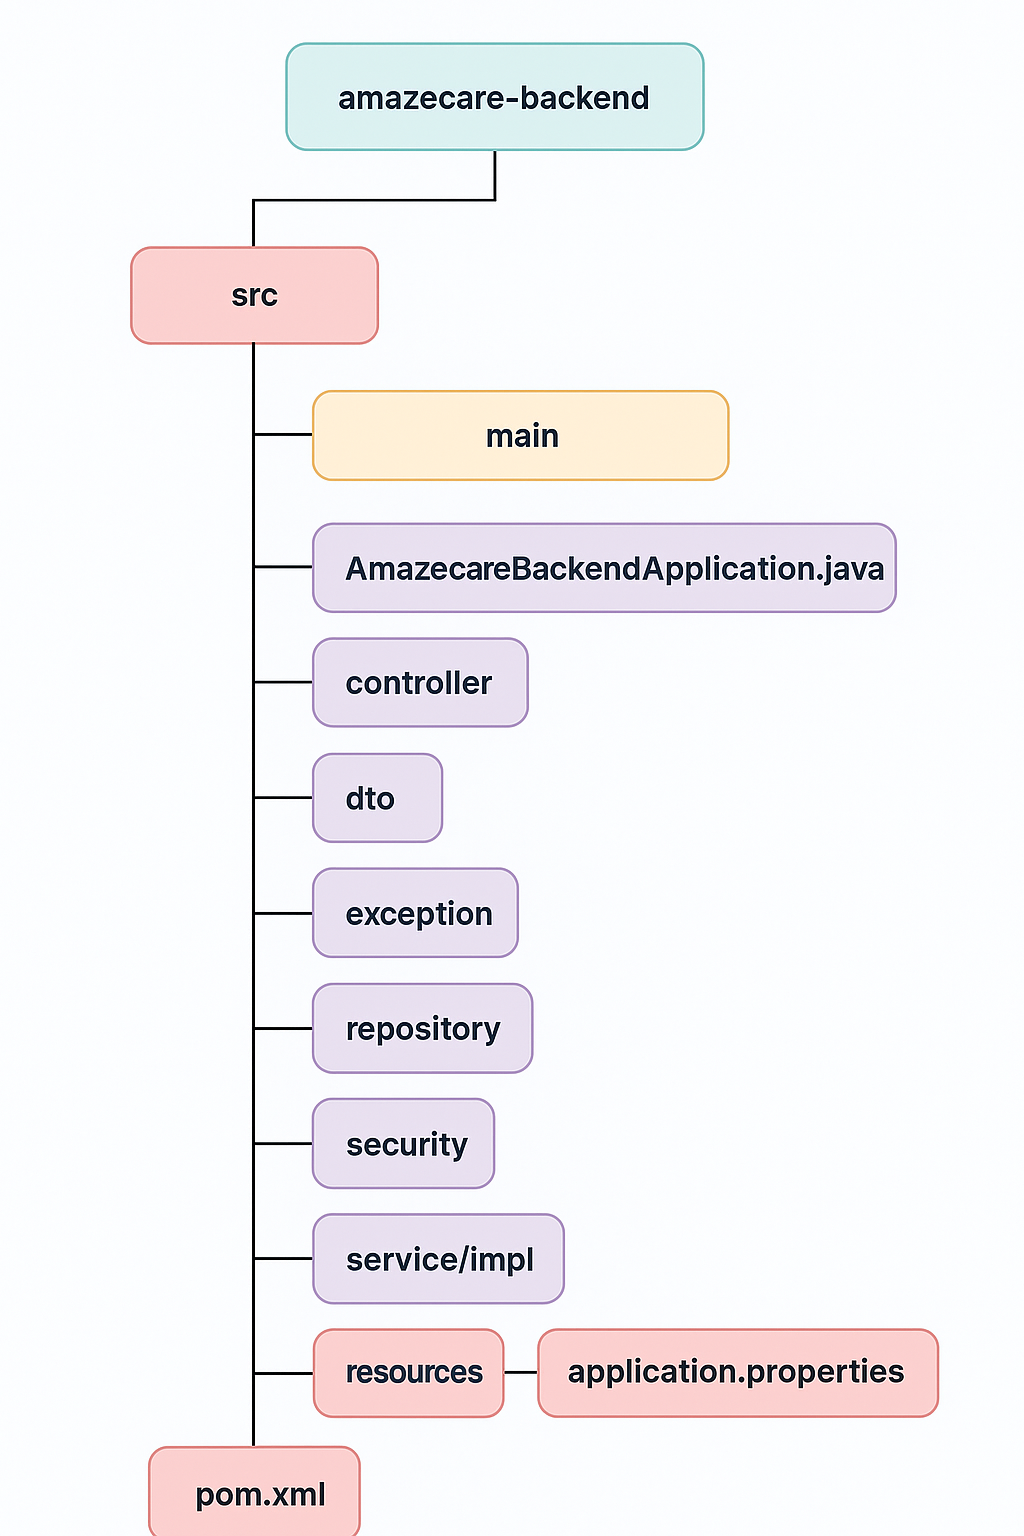 amazecare-backend
src
main
AmazecareBackendApplication.java
controller
dto
exception
repository
security
service/impl
resources
application.properties
pom.xml